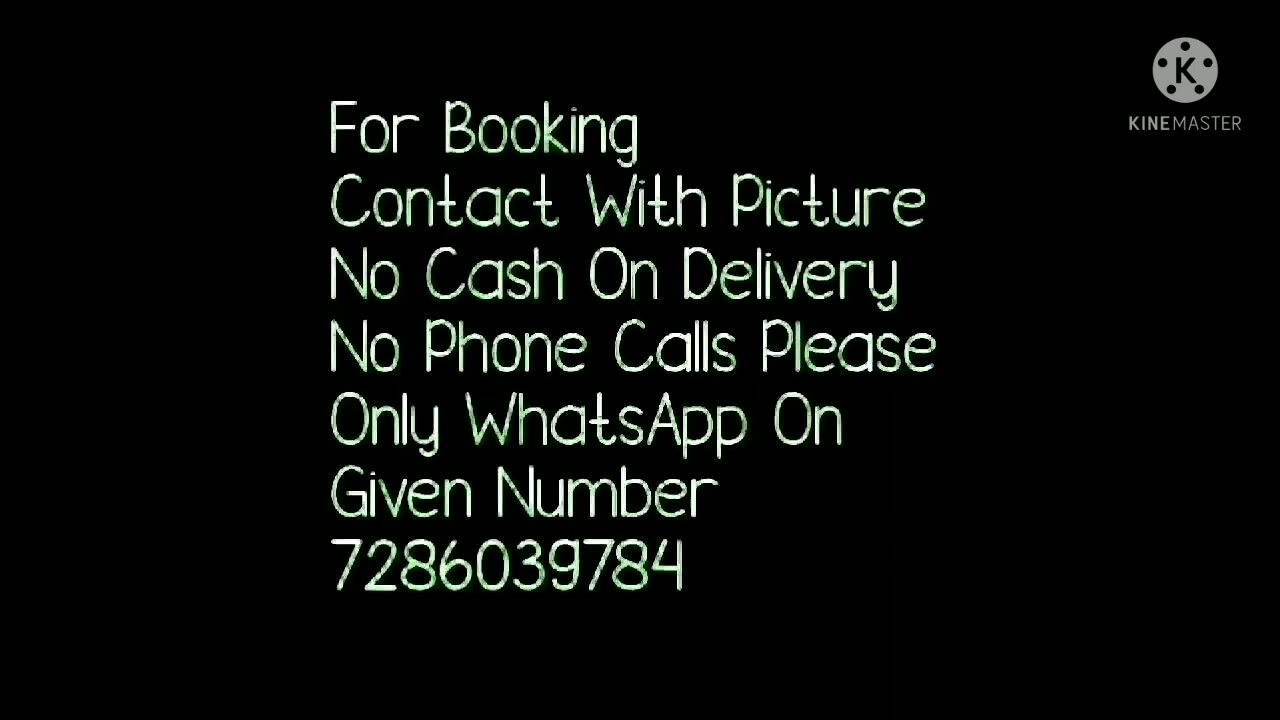 KINEMASTER
For Booking
Contact With Picture
No Cash On Delivery
No Phone Calls Please
Only WhatsApp On
Given Number
7286039784